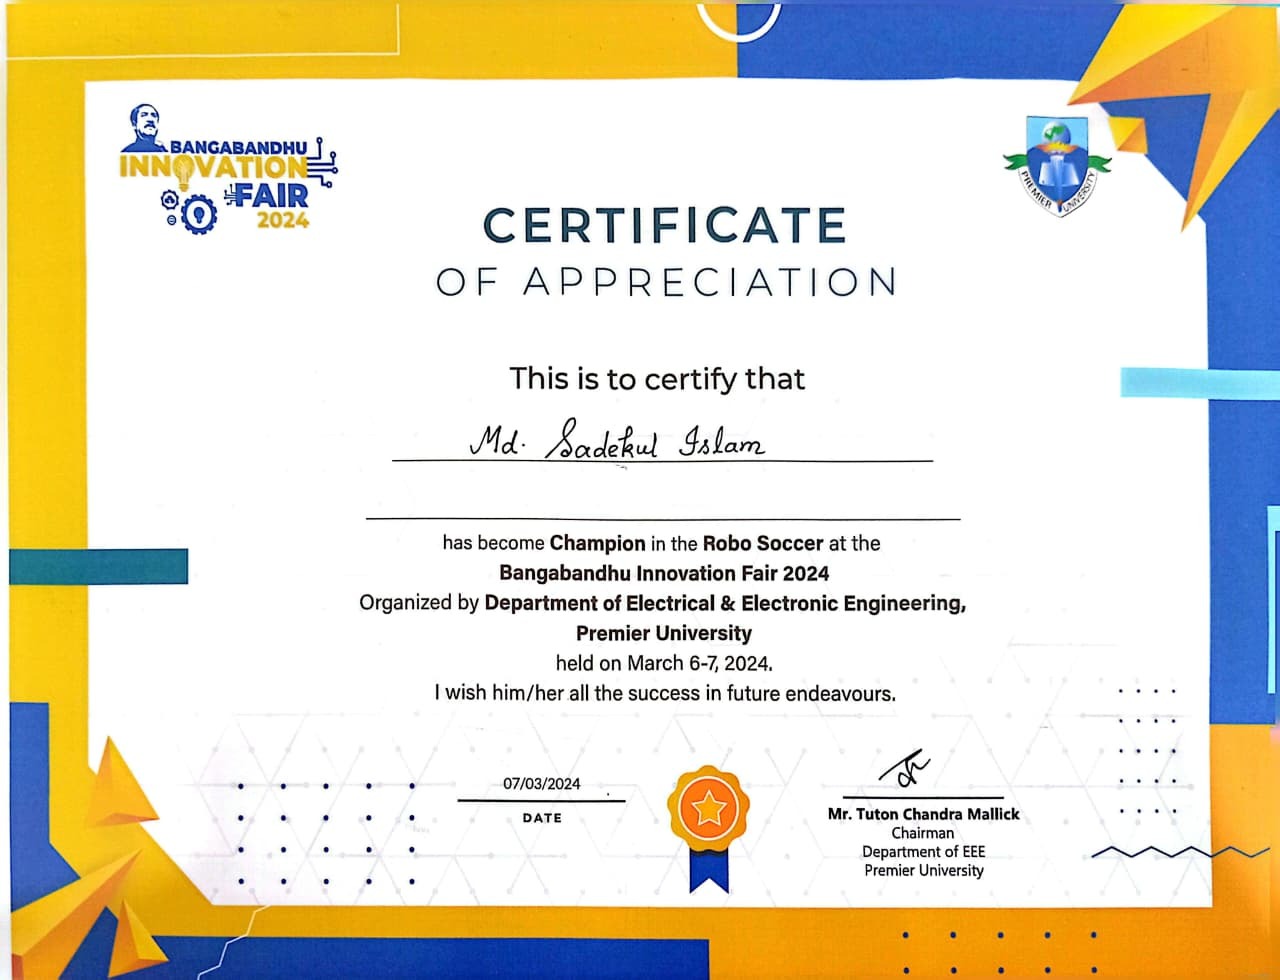 BANGABANDHU
INNOVATION
FAIR
2024
PREMIER UNIVERSITY
CERTIFICATE
OF APPRECIATION
This is to certify that
Md. Sadekul Islam
has become Champion in the Robo Soccer at the
Bangabandhu Innovation Fair 2024
Organized by Department of Electrical & Electronic Engineering,
Premier University
held on March 6-7, 2024.
I wish him/her all the success in future endeavours.
07/03/2024
DATE
Mr. Tuton Chandra Mallick
Chairman
Department of EEE
Premier University